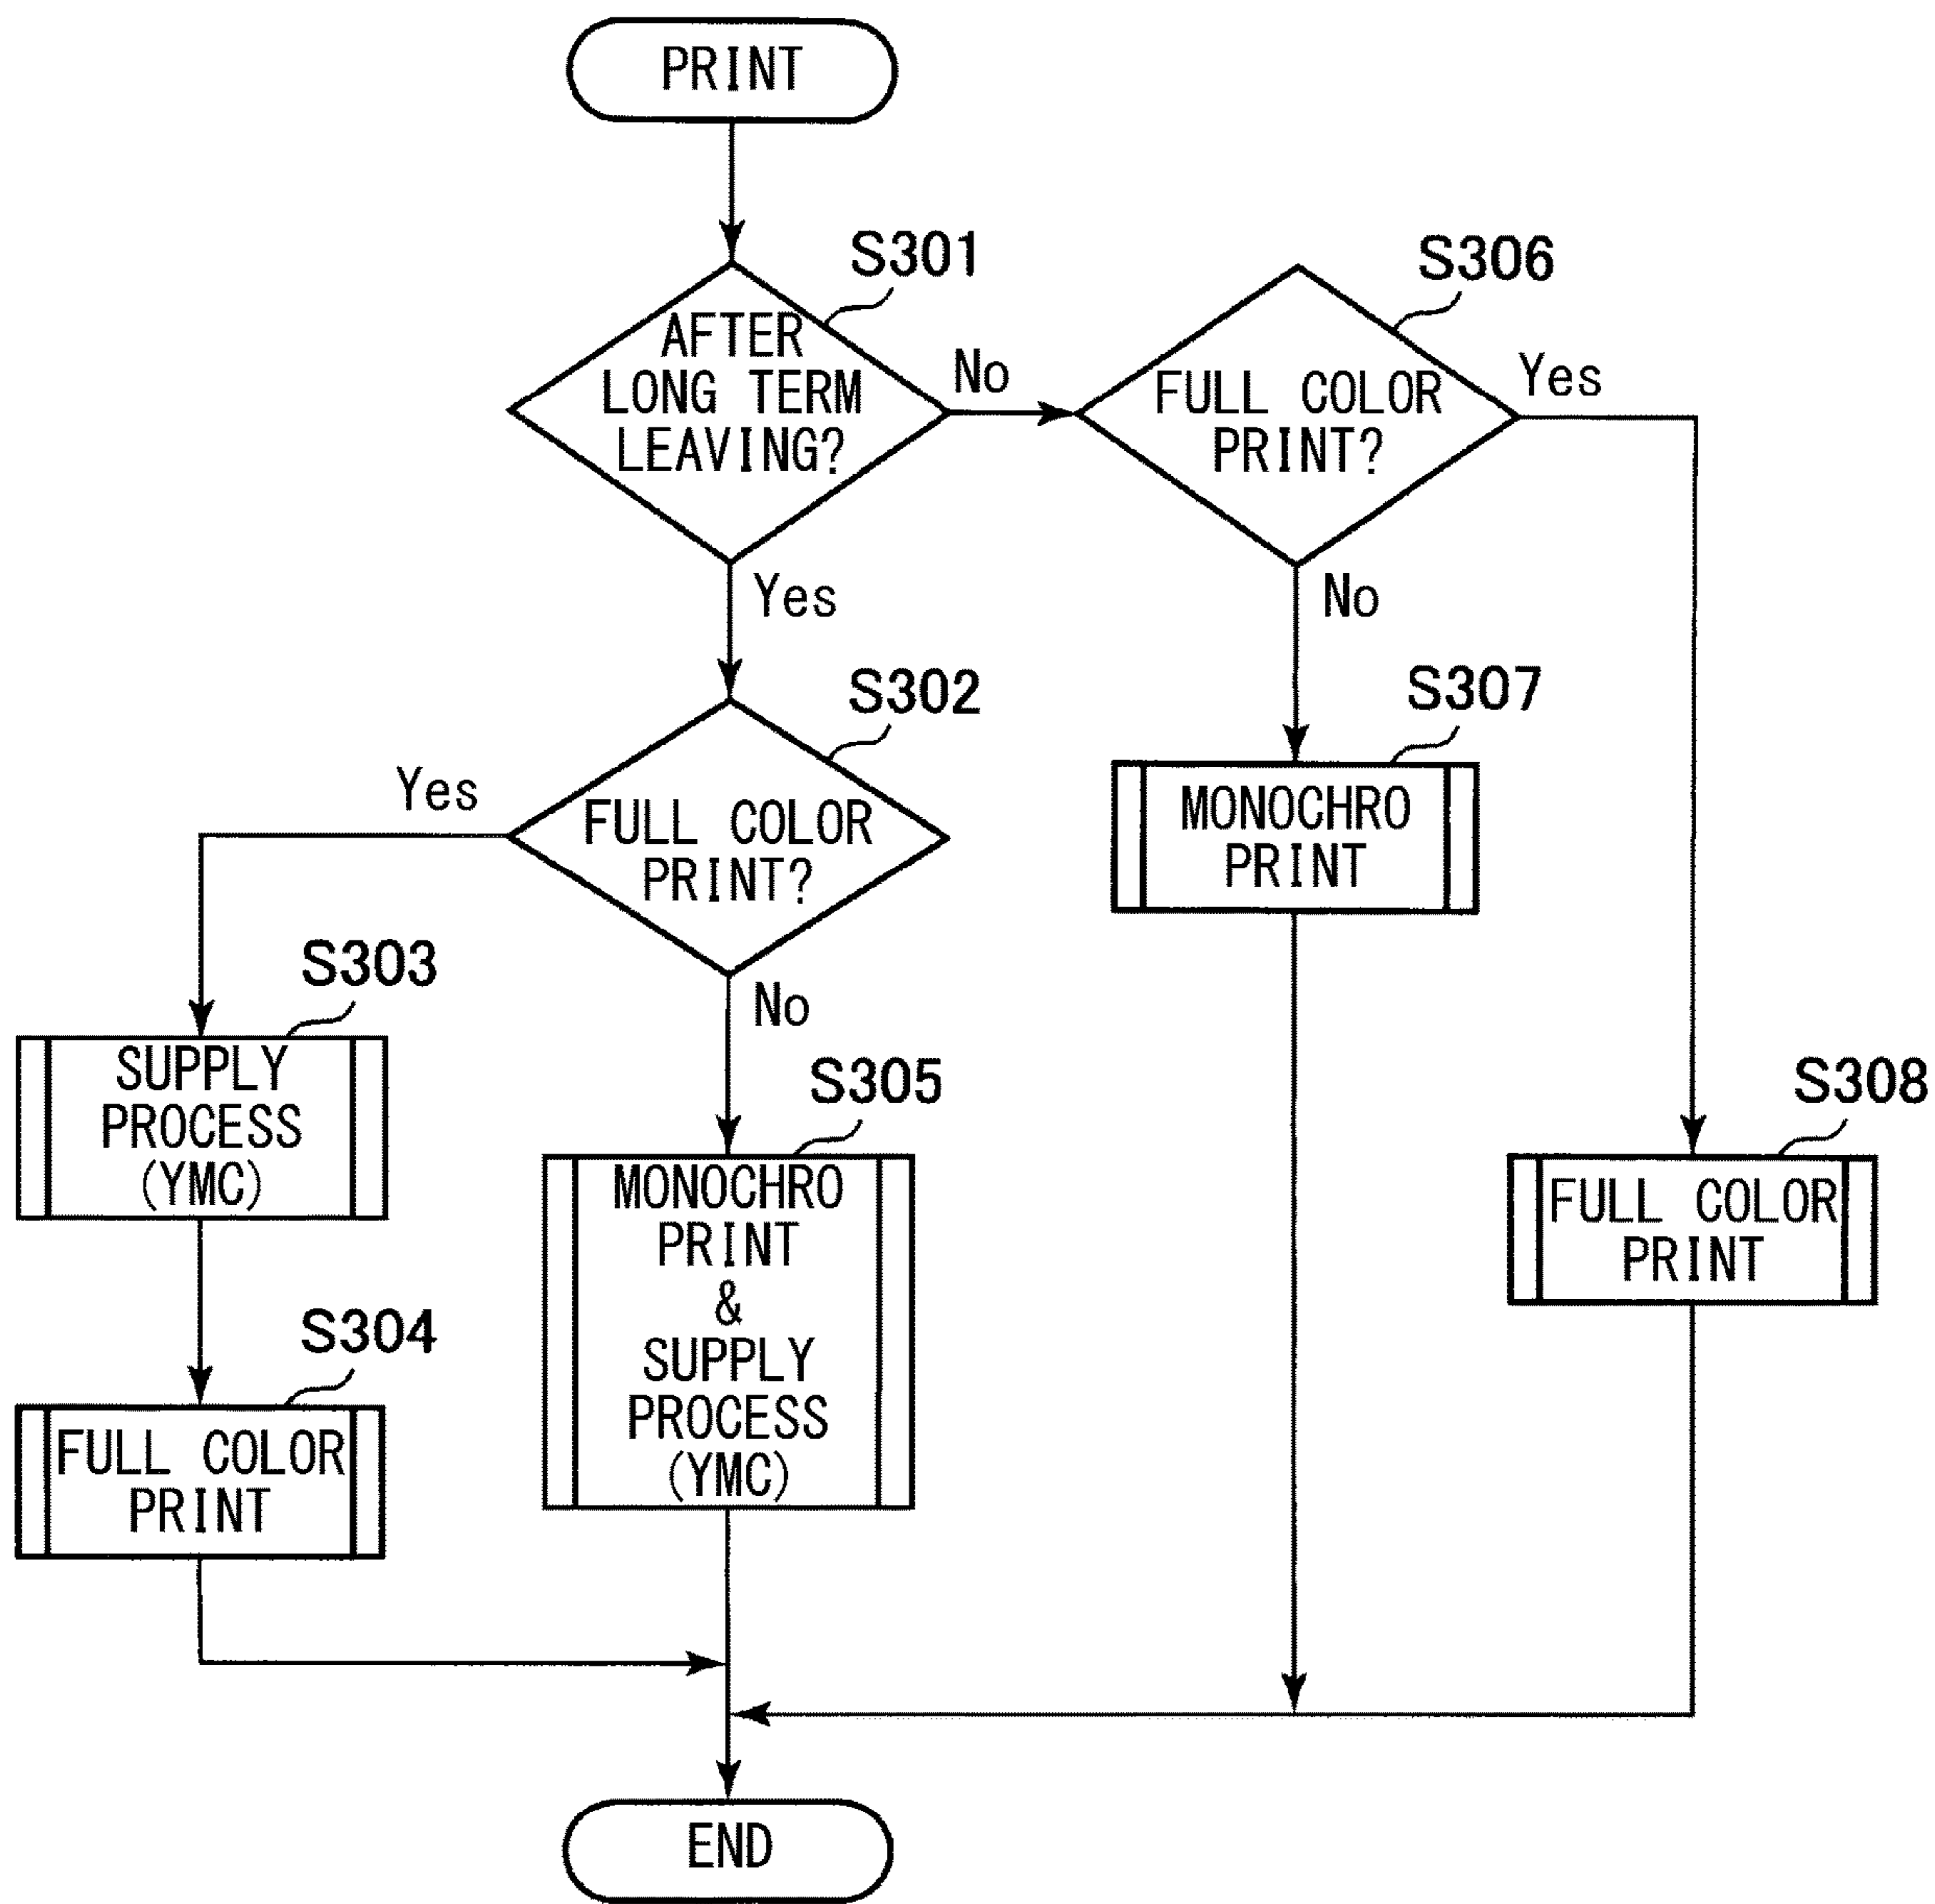 PRINT
S301
AFTER
LONG TERM
LEAVING?
No
Yes
S306
FULL COLOR
PRINT?
Yes
No
S302
FULL COLOR
PRINT?
Yes
No
S307
MONOCHRO
PRINT
S303
SUPPLY
PROCESS
(YMC)
S305
MONOCHRO
PRINT
&
SUPPLY
PROCESS
(YMC)
S308
FULL COLOR
PRINT
S304
FULL COLOR
PRINT
END